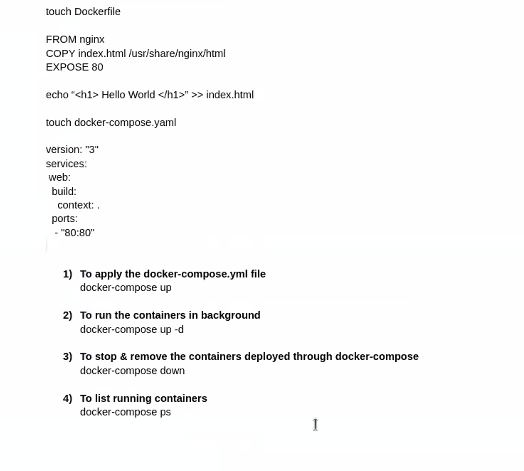 touch Dockerfile
FROM nginx
COPY index.html /usr/share/nginx/html
EXPOSE 80
echo “<h1> Hello World </h1>” >> index.html
touch docker-compose.yaml
version: "3"
services:
 web:
  build:
    context: .
  ports:
   - "80:80"
1) To apply the docker-compose.yml file
docker-compose up
2) To run the containers in background
docker-compose up -d
3) To stop & remove the containers deployed through docker-compose
docker-compose down
4) To list running containers
docker-compose ps